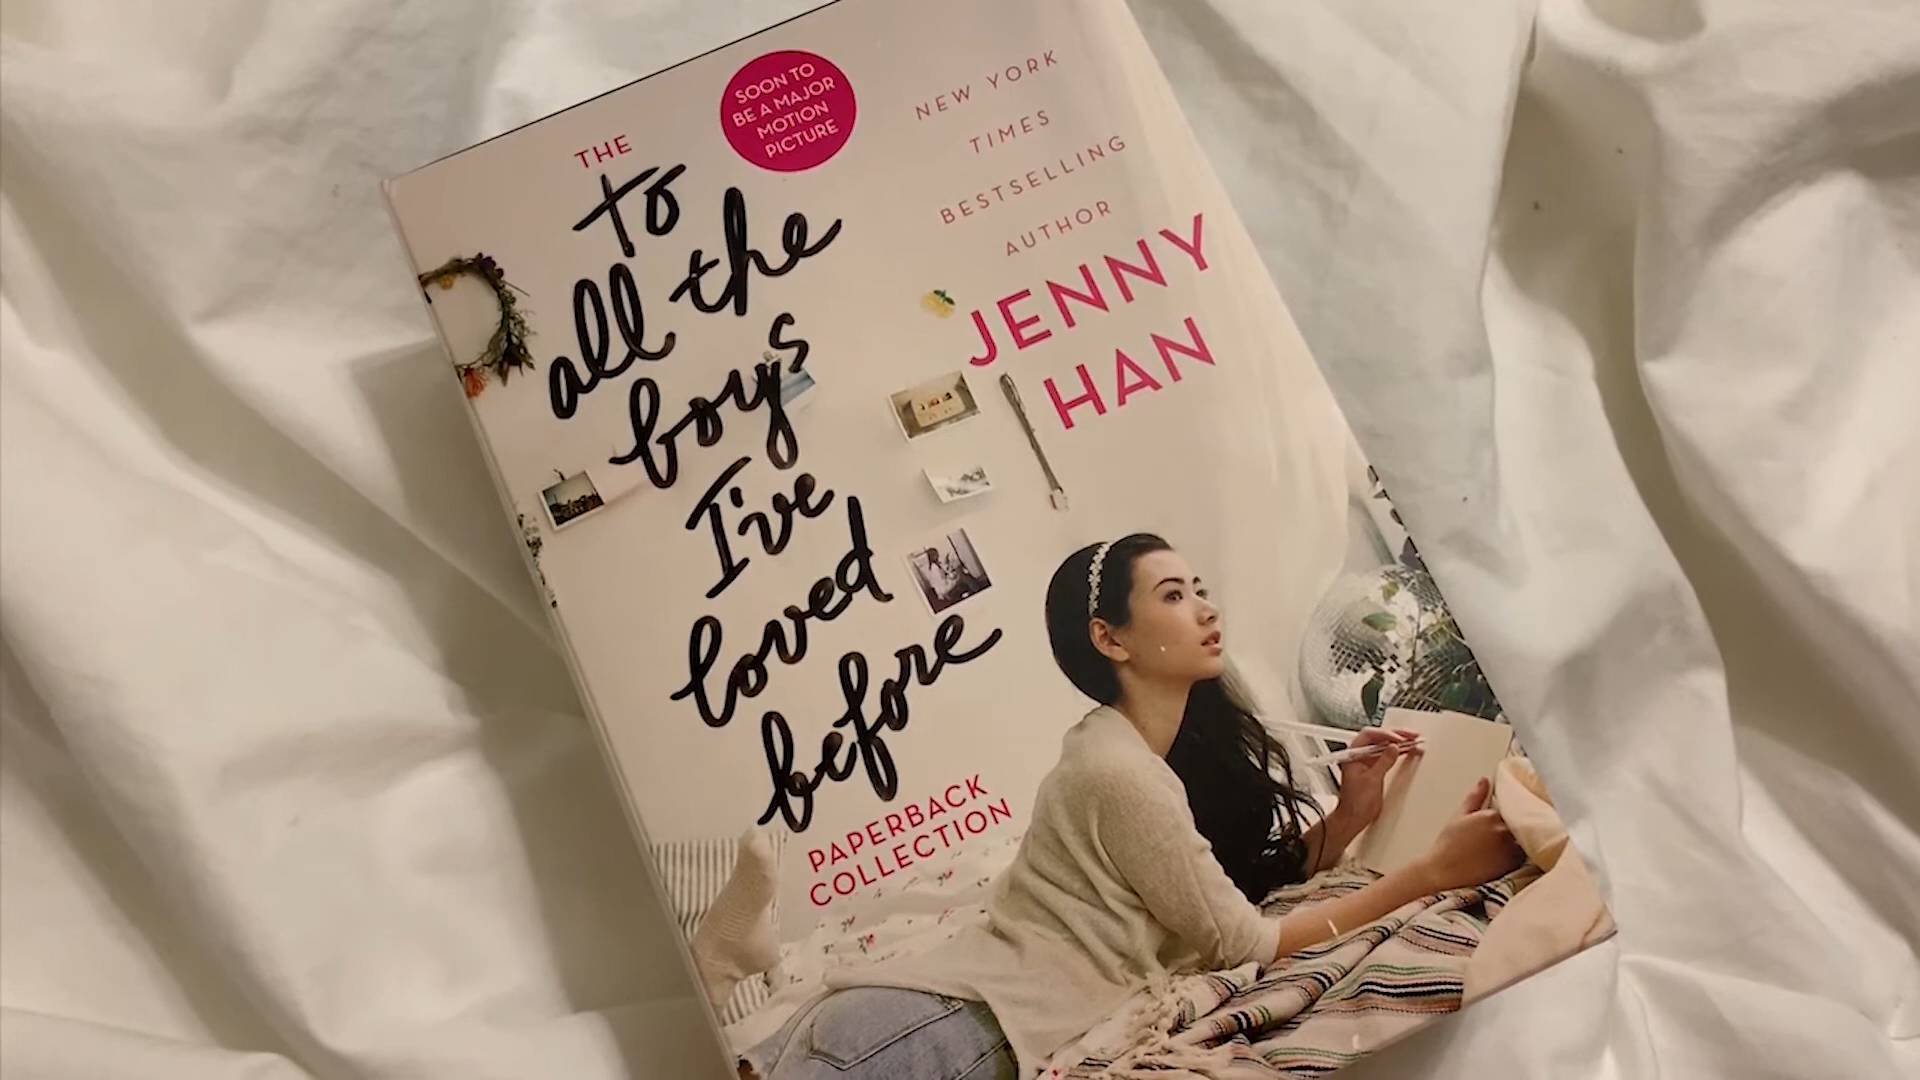 THE
to
all the
boys
I've
loved
before
PAPERBACK
COLLECTION
SOON TO
BE A MAJOR
MOTION
PICTURE
NEW YORK
TIMES
BESTSELLING
AUTHOR
JENNY
HAN